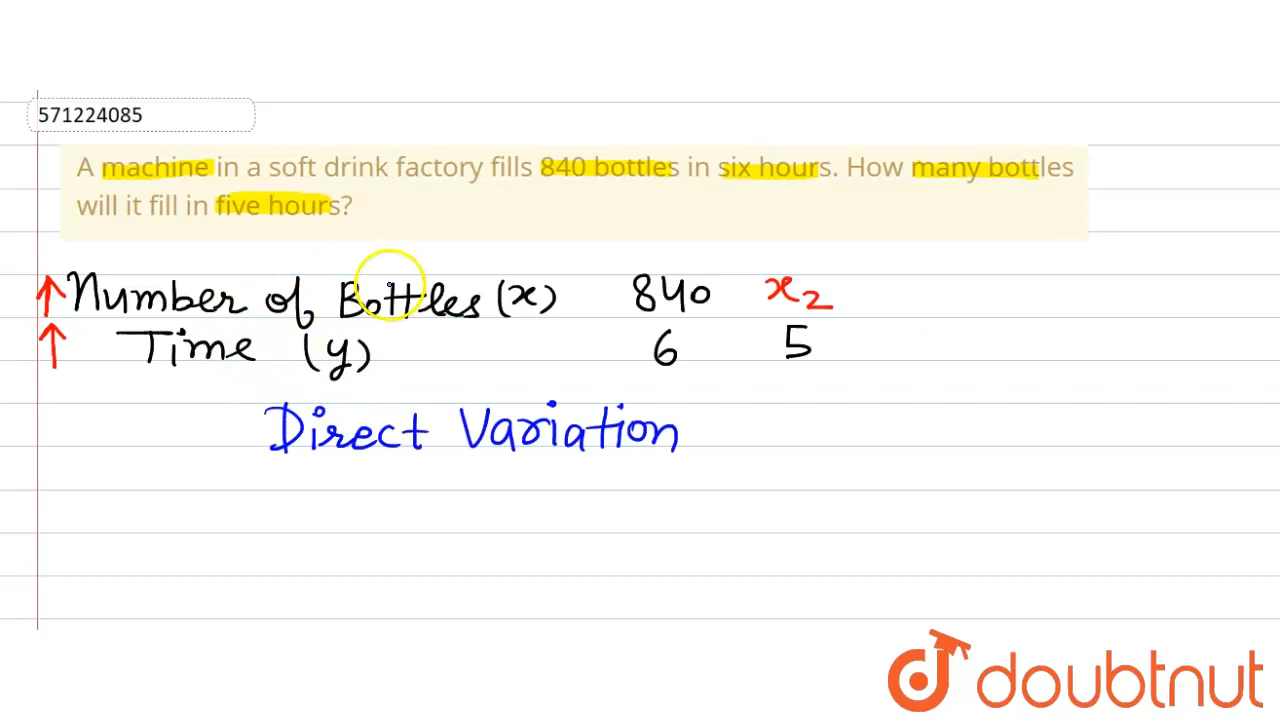 571224085
A machine in a soft drink factory fills 840 bottles in six hours. How many bottles
will it fill in five hours?
↑ Number of Bottles (x) 840 x₂
↑ Time (y) 6 5
Direct Variation
doubtnut